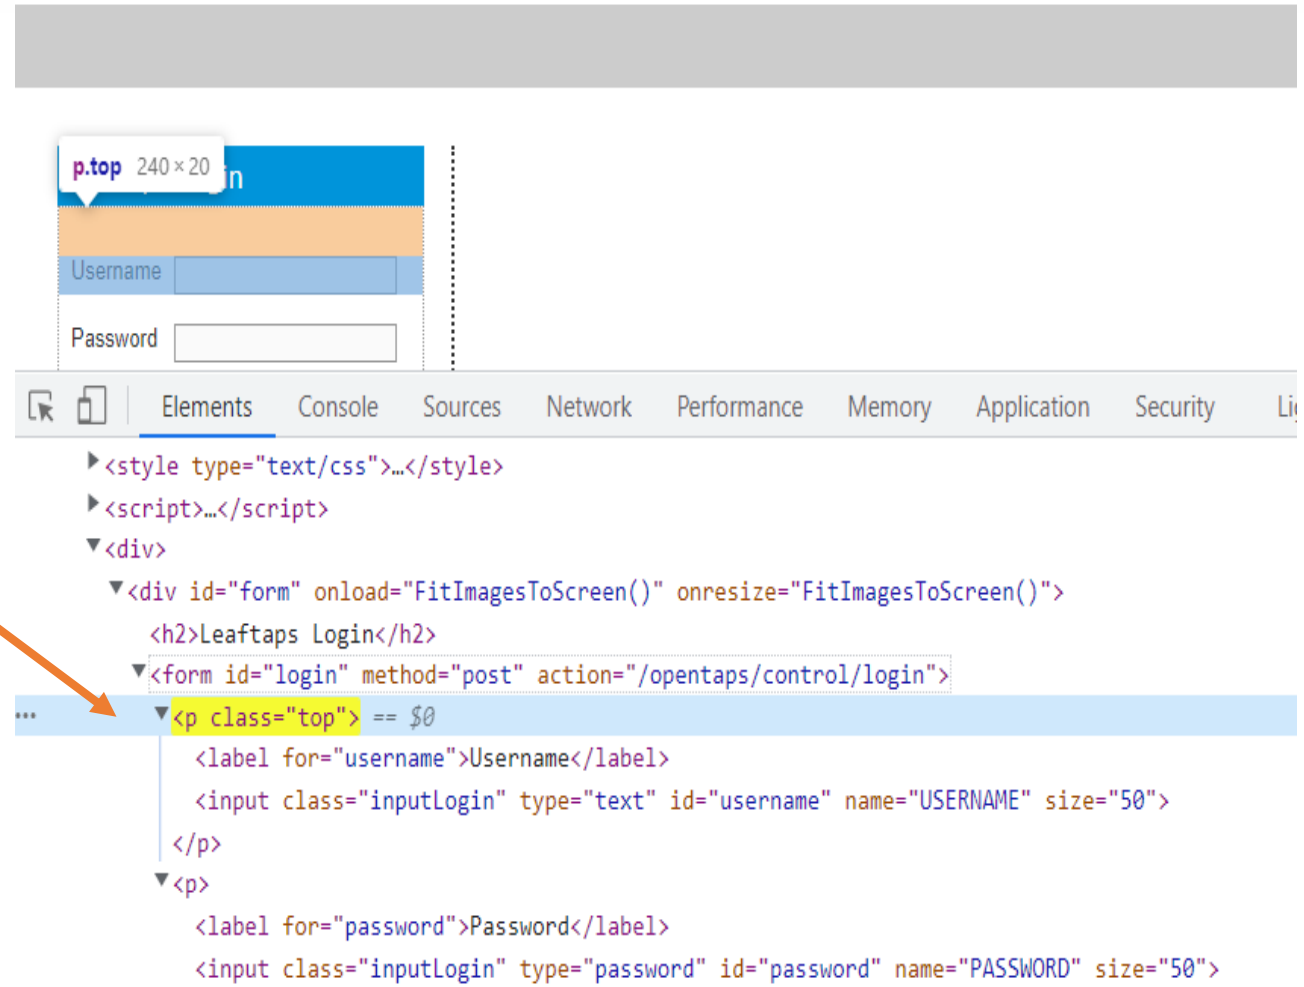 p.top 240 × 20
in
Username
Password
Elements Console Sources Network Performance Memory Application Security Lig
<style type="text/css">…</style>
<script>…</script>
<div>
<div id="form" onload="FitImagesToScreen()" onresize="FitImagesToScreen()">
<h2>Leaftaps Login</h2>
<form id="login" method="post" action="/opentaps/control/login">
… <p class="top"> == $0
<label for="username">Username</label>
<input class="inputLogin" type="text" id="username" name="USERNAME" size="50">
</p>
<p>
<label for="password">Password</label>
<input class="inputLogin" type="password" id="password" name="PASSWORD" size="50">